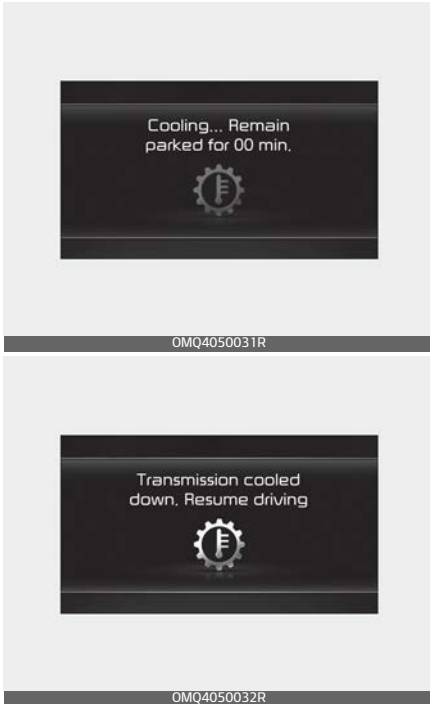 Cooling... Remain
parked for 00 min.
OMQ4050031R
Transmission cooled
down. Resume driving
OMQ4050032R